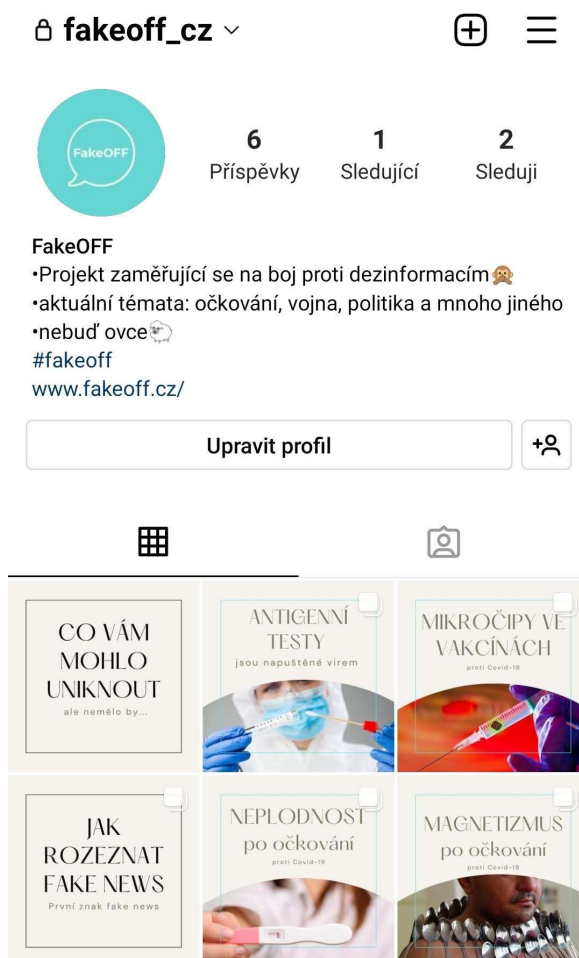 fakeoff_cz
FakeOFF
6
1
2
Příspěvky
Sledující
Sleduji
FakeOFF
•Projekt zaměřující se na boj proti dezinformacím🙊
•aktuální témata: očkování, vojna, politika a mnoho jiného
•nebuď ovce🐑
#fakeoff
www.fakeoff.cz/
Upravit profil
CO VÁM
MOHLO
UNIKNOUT
ale nemělo by...
ANTIGENNÍ
TESTY
jsou napuštěné virem
MIKROČIPY VE
VAKCÍNÁCH
proti Covid-19
JAK
ROZEZNAT
FAKE NEWS
První znak fake news
NEPLODNOST
po očkování
proti Covid-19
MAGNETIZMUS
po očkování
proti Covid-19